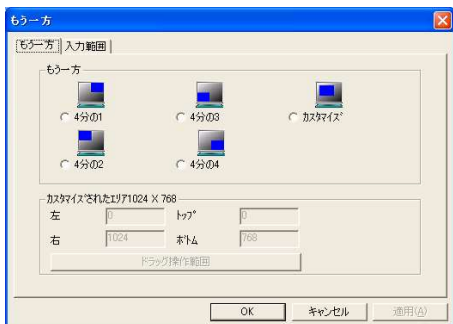 もう一方
もう一方 入力範囲
もう一方
4分の1 4分の3 ｶｽﾀﾏｲｽﾞ
4分の2 4分の4
ｶｽﾀﾏｲｽﾞされたｴﾘｱ1024 X 768
左 0 ﾄｯﾌﾟ 0
右 1024 ﾎﾞﾄﾑ 768
ドラッグ操作範囲
OK キャンセル 適用(A)